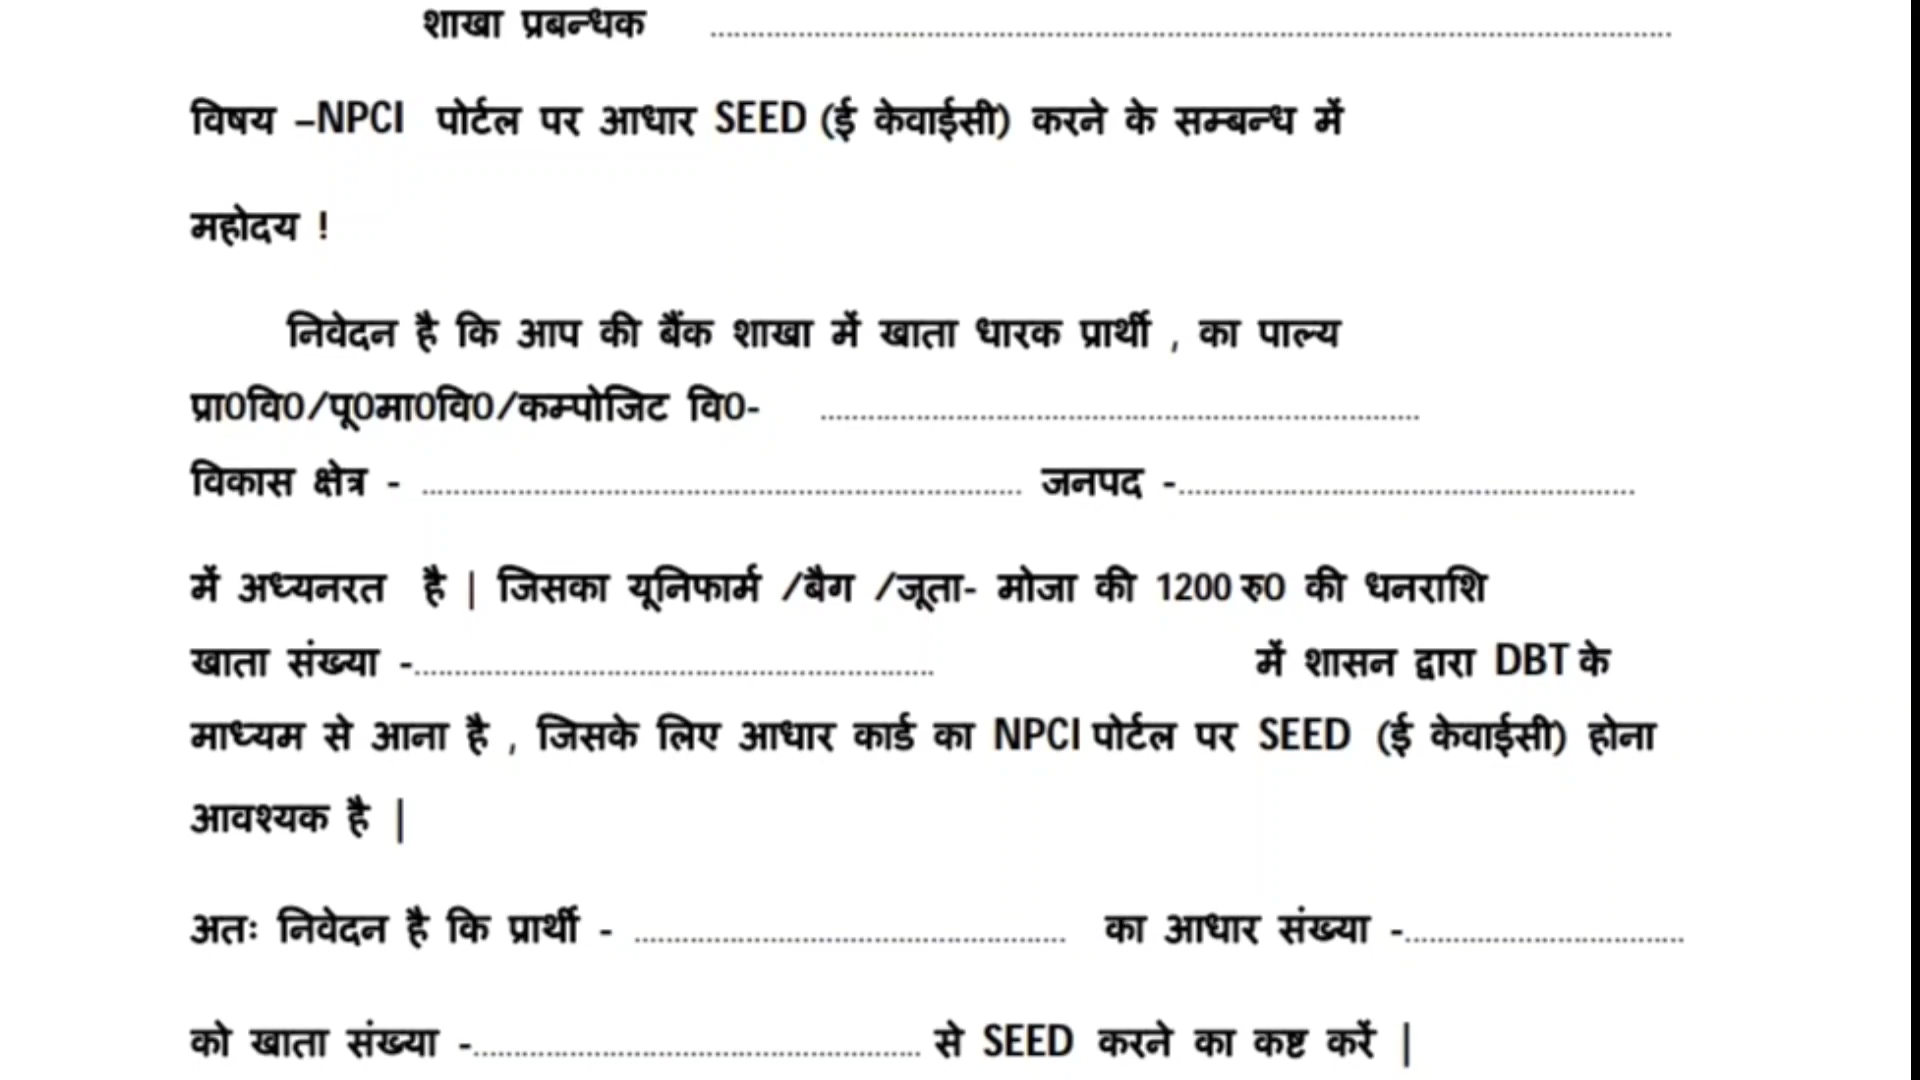 शाखा प्रबन्धक ........................................................................................................................
विषय –NPCI पोर्टल पर आधार SEED (ई केवाईसी) करने के सम्बन्ध में
महोदय !
निवेदन है कि आप की बैंक शाखा में खाता धारक प्रार्थी , का पाल्य
प्रा0वि0/पू0मा0वि0/कम्पोजिट वि0- ...........................................................................
विकास क्षेत्र - ........................................................................... जनपद -.........................................................
में अध्यनरत है | जिसका यूनिफार्म /बैग /जूता- मोजा की 1200 रु0 की धनराशि
खाता संख्या -................................................................. में शासन द्वारा DBT के
माध्यम से आना है , जिसके लिए आधार कार्ड का NPCI पोर्टल पर SEED (ई केवाईसी) होना
आवश्यक है |
अतः निवेदन है कि प्रार्थी - ...................................................... का आधार संख्या -...................................
को खाता संख्या -........................................................ से SEED करने का कष्ट करें |